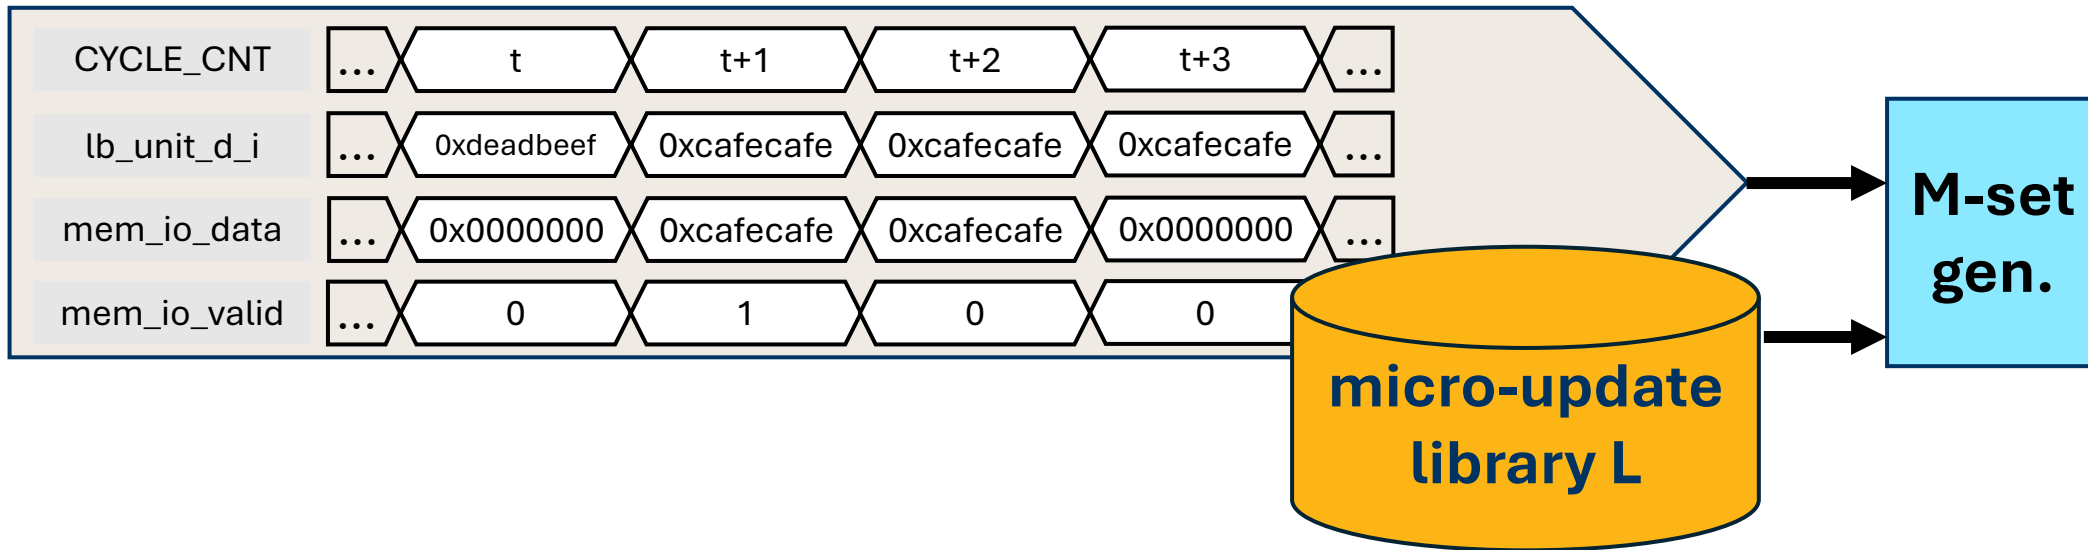 CYCLE_CNT ... t t+1 t+2 t+3 ...
lb_unit_d_i ... 0xdeadbeef 0xcafecafe 0xcafecafe 0xcafecafe ...
mem_io_data ... 0x0000000 0xcafecafe 0xcafecafe 0x0000000 ...
mem_io_valid ... 0 1 0 0
M-set
gen.
micro-update
library L